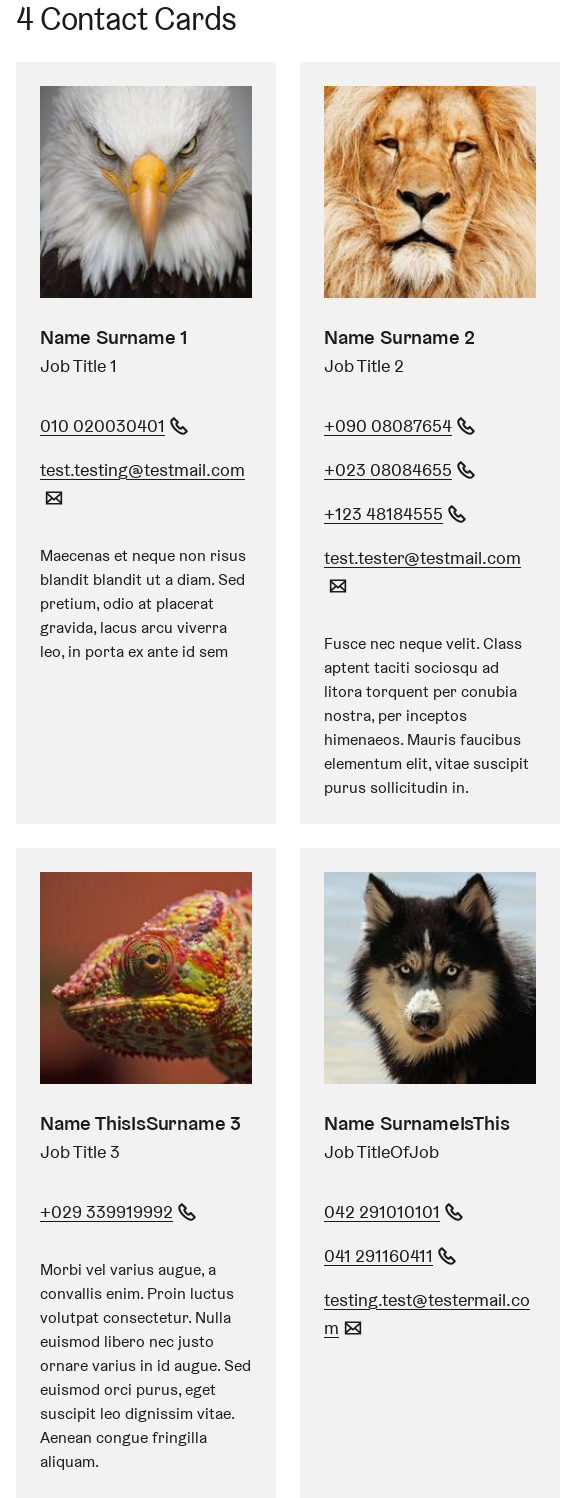 4 Contact Cards
Name Surname 1
Job Title 1
010 020030401
test.testing@testmail.com
Maecenas et neque non risus
blandit blandit ut a diam. Sed
pretium, odio at placerat
gravida, lacus arcu viverra
leo, in porta ex ante id sem
Name Surname 2
Job Title 2
+090 08087654
+023 08084655
+123 48184555
test.tester@testmail.com
Fusce nec neque velit. Class
aptent taciti sociosqu ad
litora torquent per conubia
nostra, per inceptos
himenaeos. Mauris faucibus
elementum elit, vitae suscipit
purus sollicitudin in.
Name ThisIsSurname 3
Job Title 3
+029 339919992
Morbi vel varius augue, a
convallis enim. Proin luctus
volutpat consectetur. Nulla
euismod libero nec justo
ornare varius in id augue. Sed
euismod orci purus, eget
suscipit leo dignissim vitae.
Aenean congue fringilla
aliquam.
Name SurnameIsThis
Job TitleOfJob
042 291010101
041 291160411
testing.test@testermail.co
m